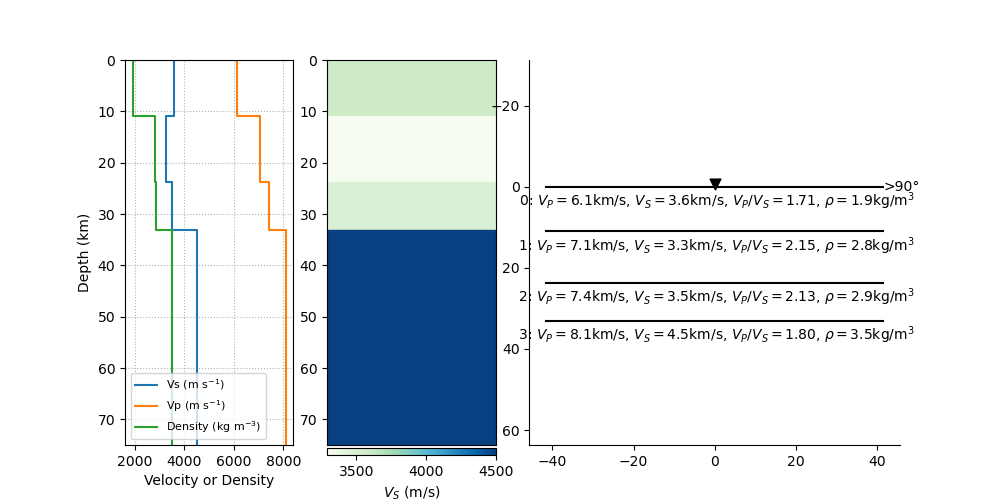 0
10
20
30
40
50
60
70
Depth (km)
Vs (m s⁻¹)
Vp (m s⁻¹)
Density (kg m⁻³)
2000 4000 6000 8000
Velocity or Density
0
10
20
30
40
50
60
70
3500 4000 4500
V_S (m/s)
−20
0
20
40
60
>90°
0: V_P = 6.1km/s, V_S = 3.6km/s, V_P/V_S = 1.71, ρ = 1.9kg/m³
1: V_P = 7.1km/s, V_S = 3.3km/s, V_P/V_S = 2.15, ρ = 2.8kg/m³
2: V_P = 7.4km/s, V_S = 3.5km/s, V_P/V_S = 2.13, ρ = 2.9kg/m³
3: V_P = 8.1km/s, V_S = 4.5km/s, V_P/V_S = 1.80, ρ = 3.5kg/m³
−40 −20 0 20 40